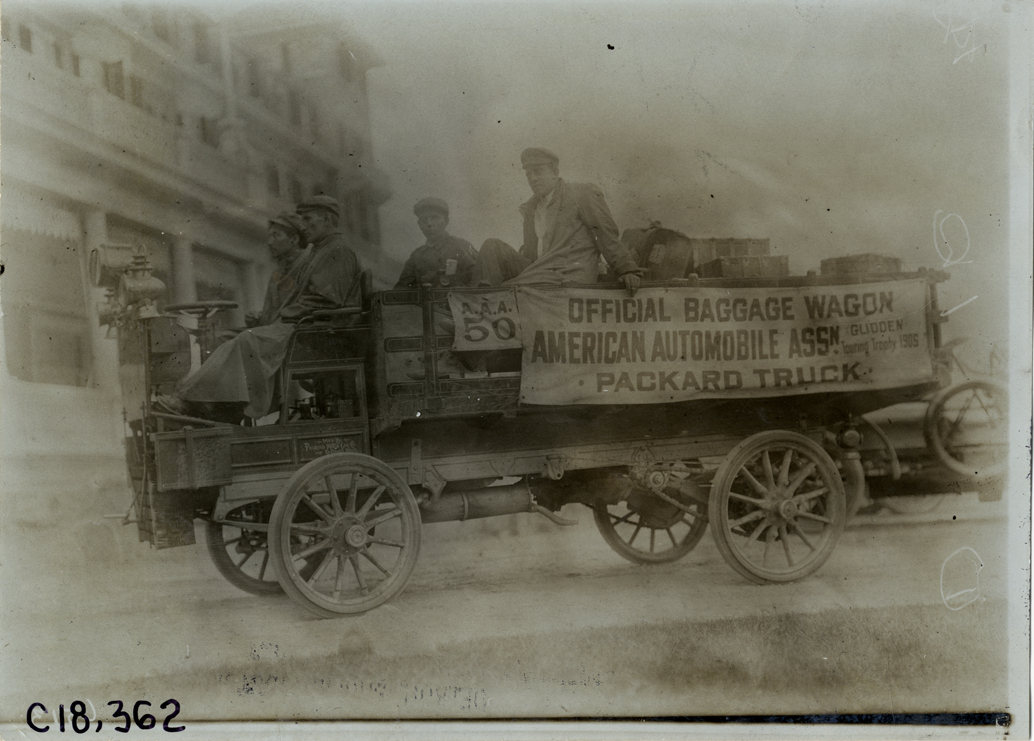 A.A.A.
50
OFFICIAL BAGGAGE WAGON
AMERICAN AUTOMOBILE ASSN. GLIDDEN
Touring Trophy 1905
PACKARD TRUCK
C18,362